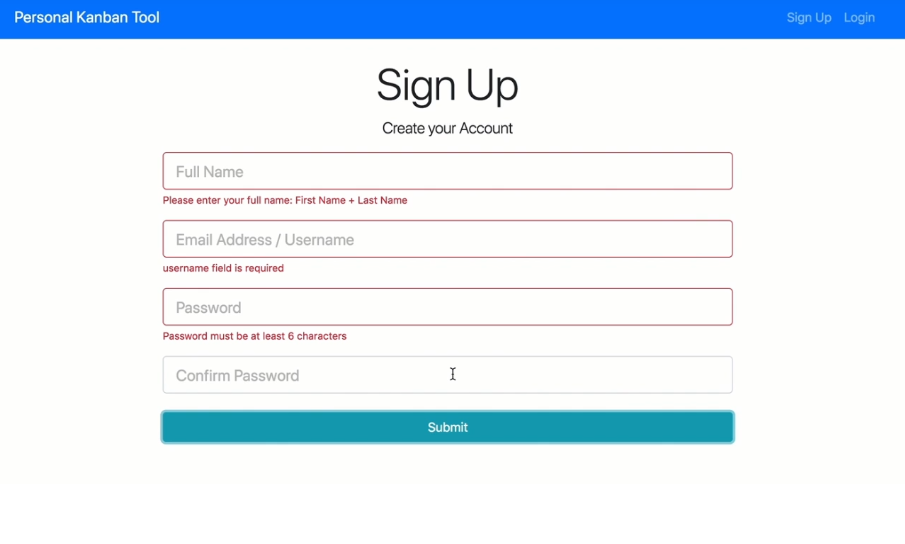 Personal Kanban Tool
Sign Up Login
Sign Up
Create your Account
Full Name
Please enter your full name: First Name + Last Name
Email Address / Username
username field is required
Password
Password must be at least 6 characters
Confirm Password
Submit